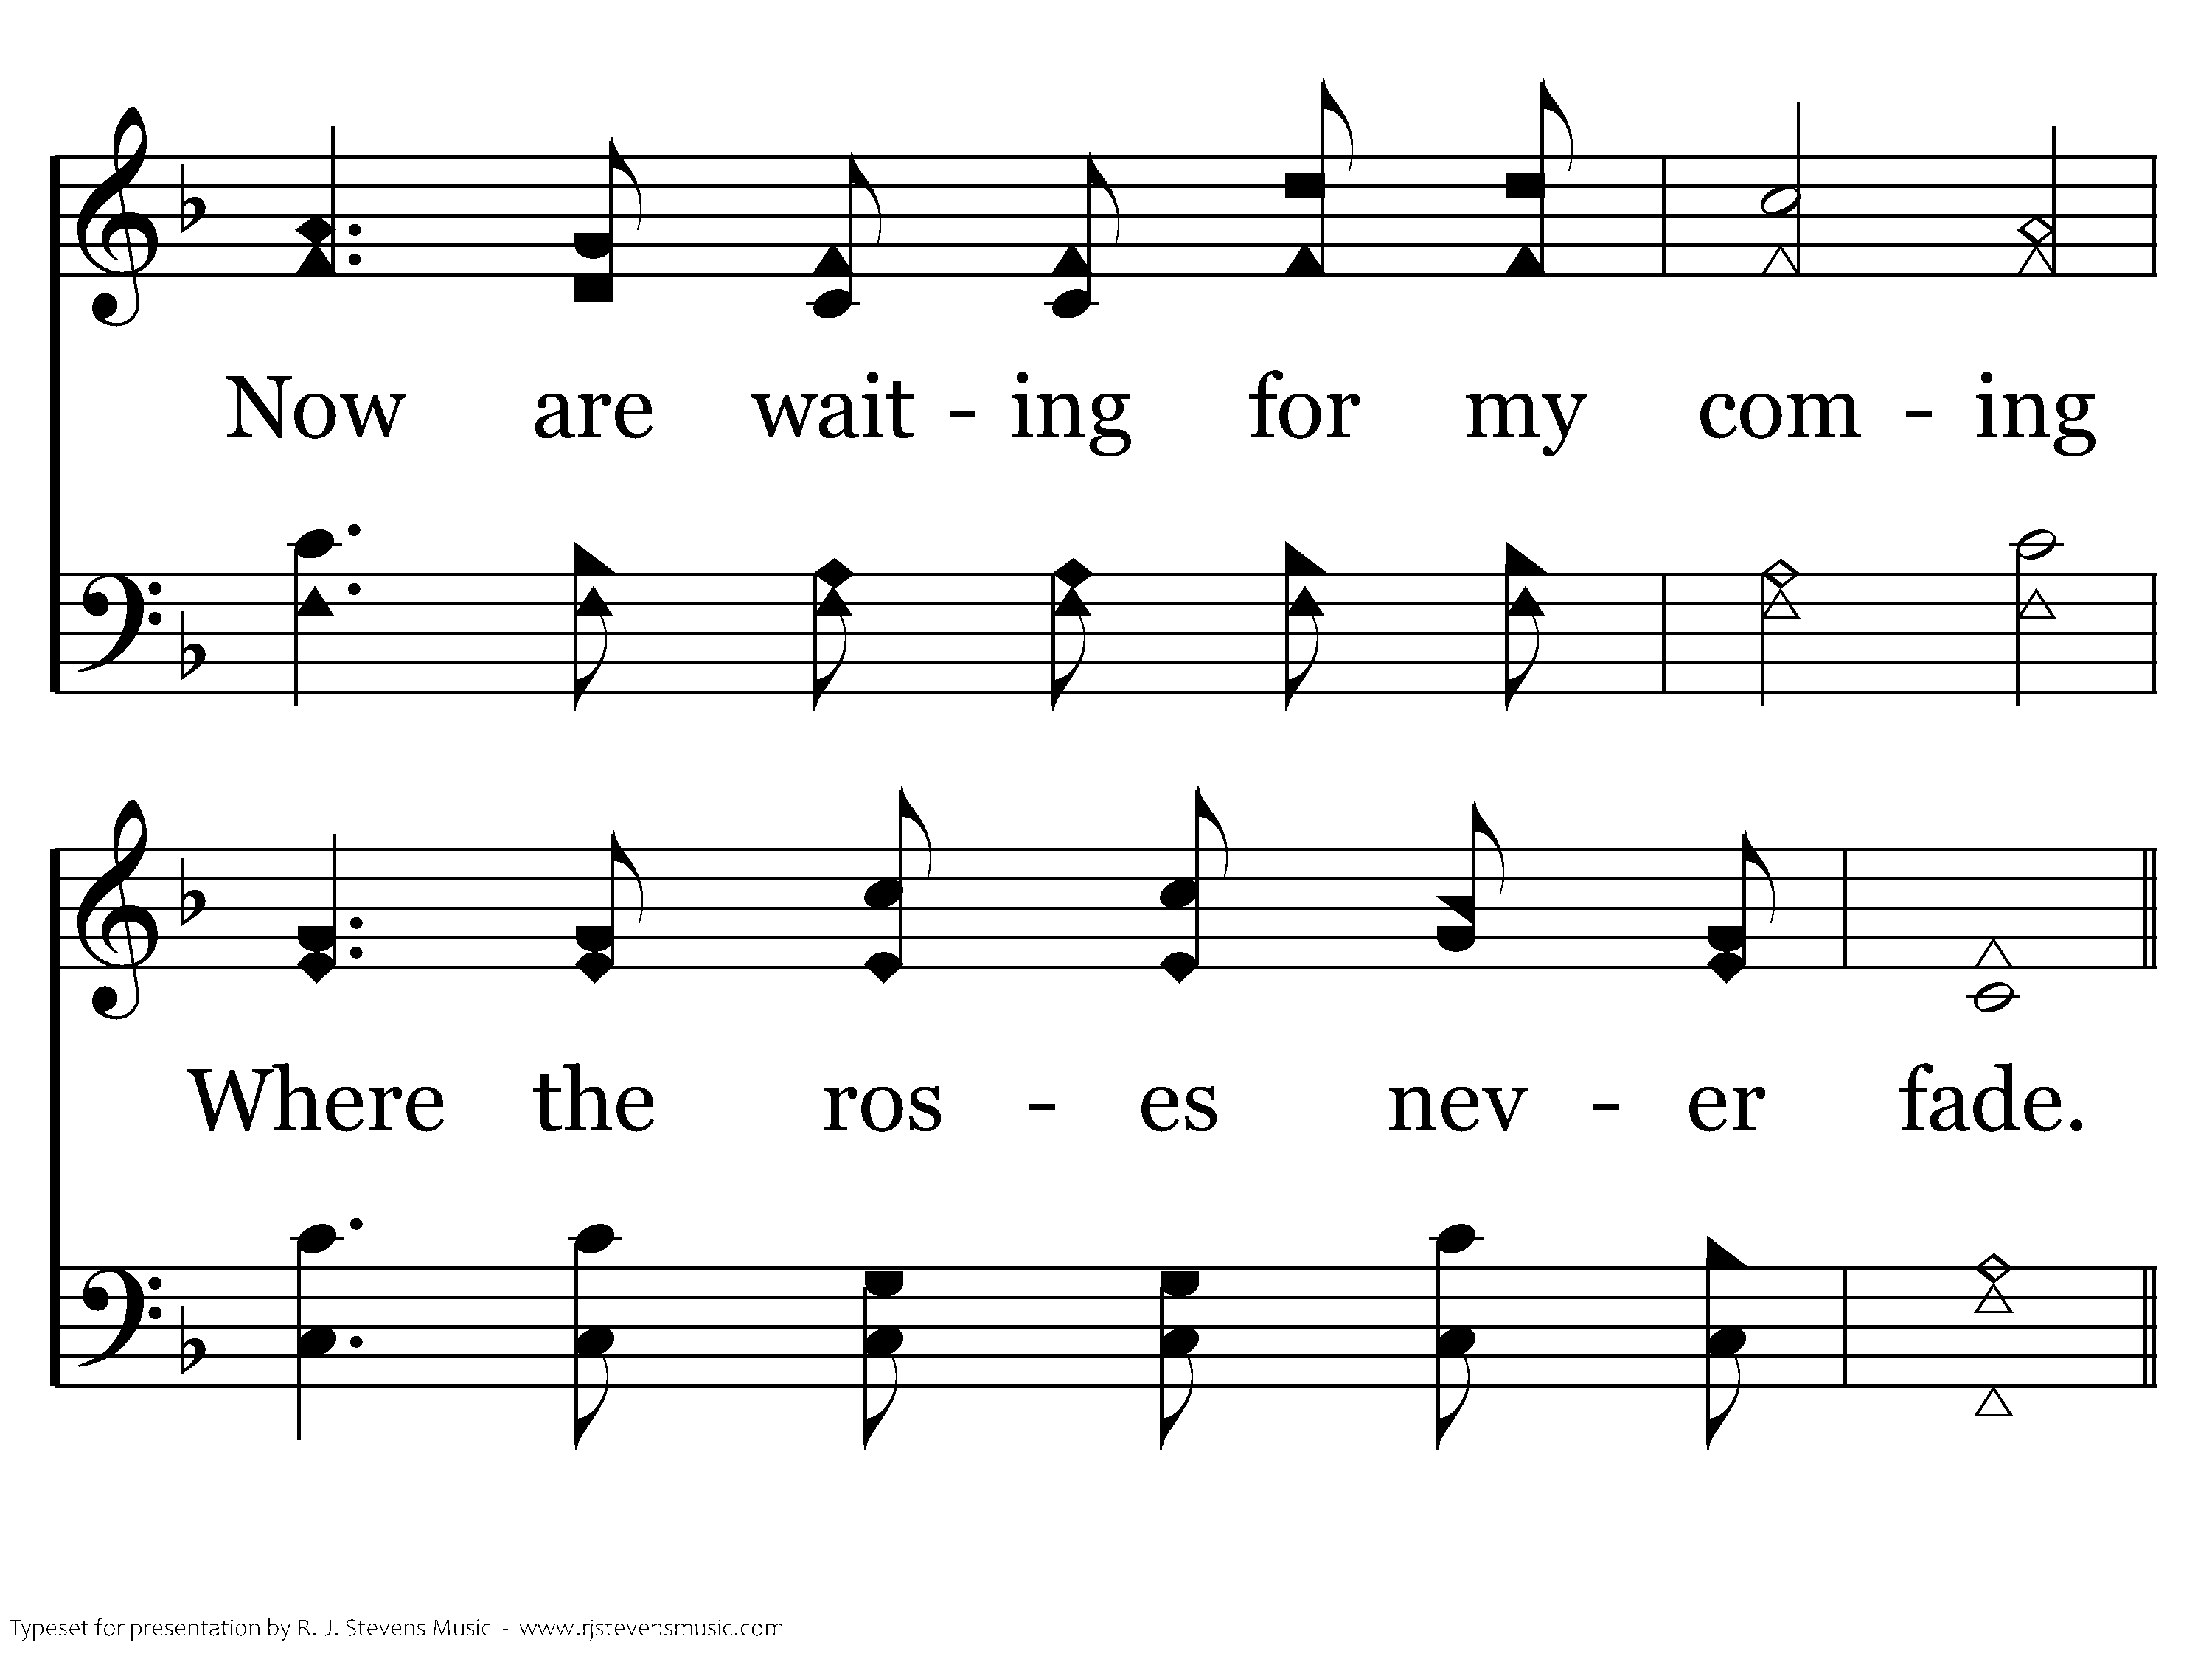 Now are wait - ing for my com - ing
Where the ros - es nev - er fade.
Typeset for presentation by R. J. Stevens Music - www.rjstevensmusic.com